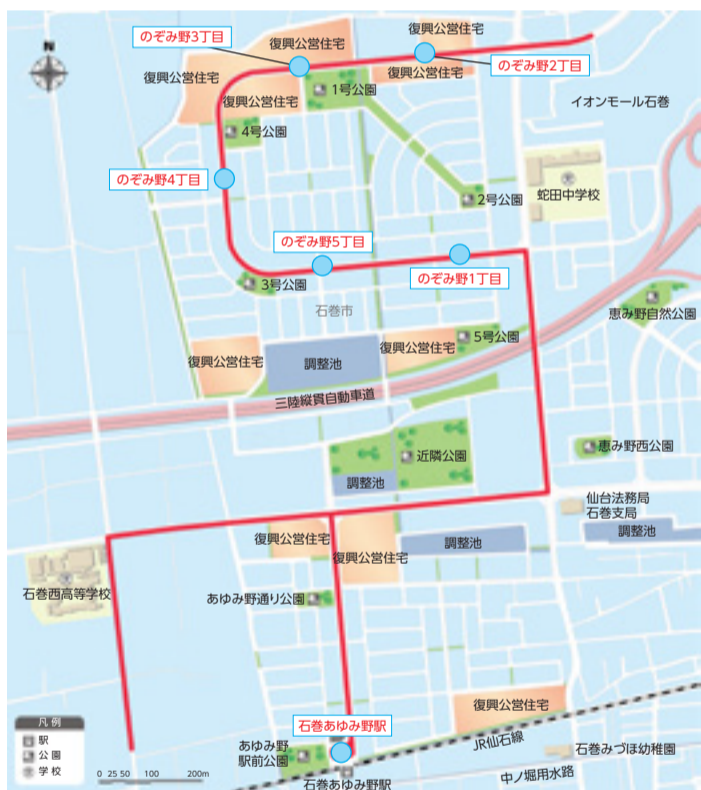 N
のぞみ野3丁目
復興公営住宅
復興公営住宅
のぞみ野2丁目
復興公営住宅
復興公営住宅
復興公営住宅
1号公園
イオンモール石巻
4号公園
蛇田中学校
2号公園
のぞみ野4丁目
のぞみ野5丁目
のぞみ野1丁目
3号公園
石巻市
恵み野自然公園
5号公園
復興公営住宅
復興公営住宅
調整池
三陸縦貫自動車道
近隣公園
恵み野西公園
調整池
仙台法務局
石巻支局
調整池
復興公営住宅
復興公営住宅
調整池
石巻西高等学校
あゆみ野通り公園
復興公営住宅
石巻あゆみ野駅
凡例
駅
公園
学校
あゆみ野
駅前公園
JR仙石線
石巻みづほ幼稚園
0 25 50 100 200m
石巻あゆみ野駅
中ノ堀用水路